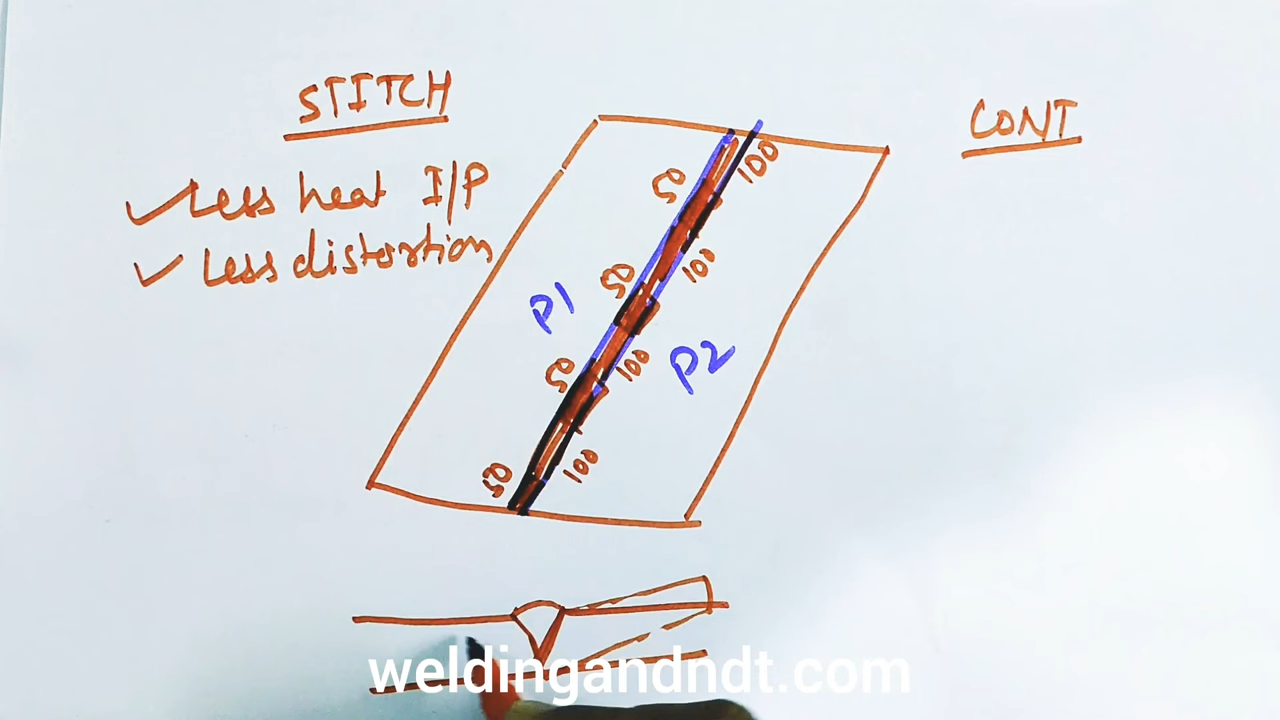 STITCH
CONT
✓ Less heat I/P
✓ Less distortion
50
100
50
100
P1
P2
50
100
50
100
weldingandndt.com